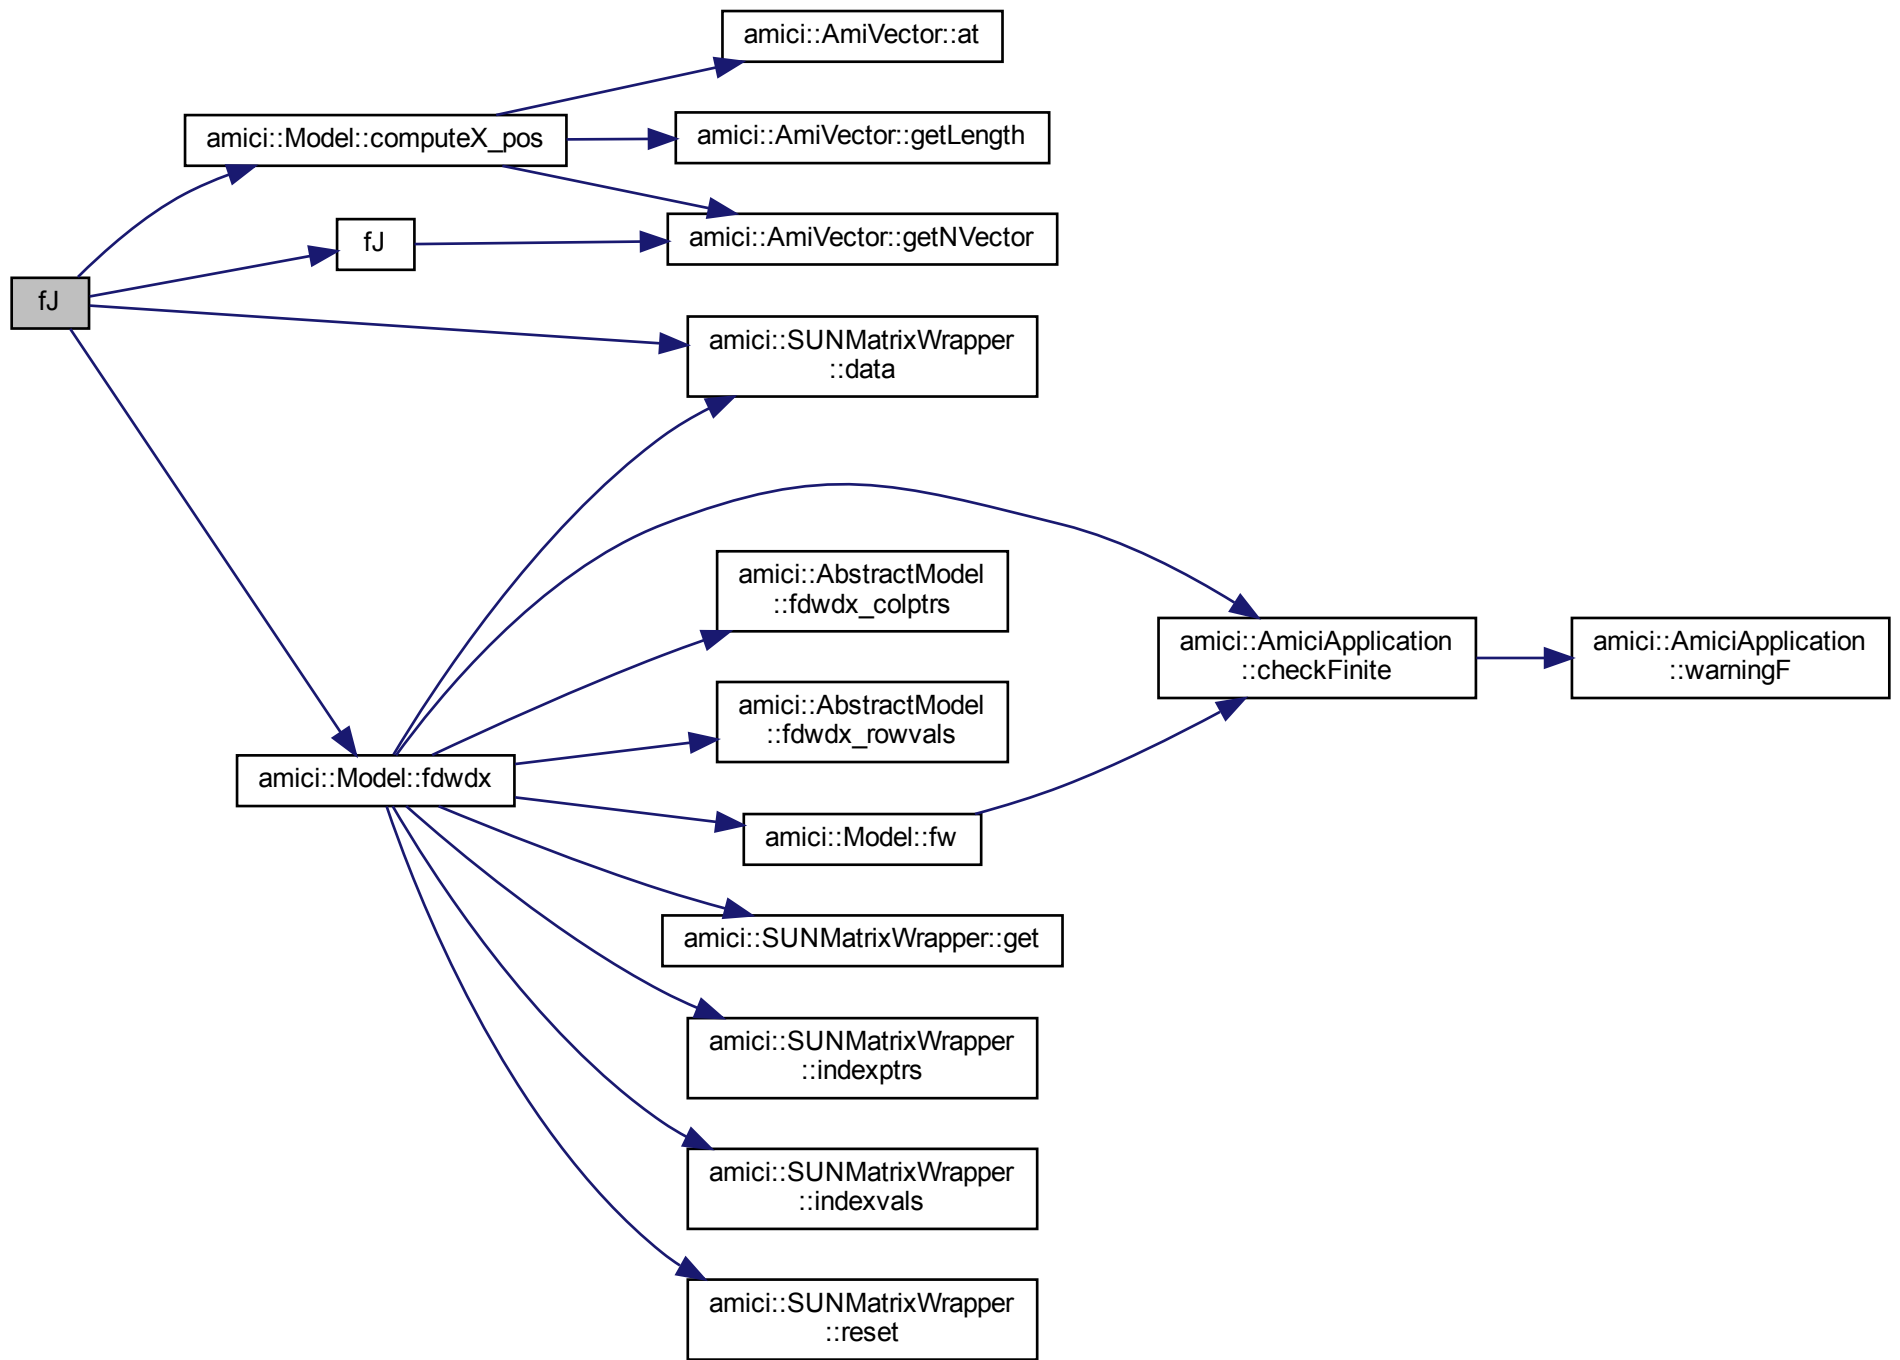 amici::AmiVector::at
amici::Model::computeX_pos
amici::AmiVector::getLength
fJ
amici::AmiVector::getNVector
fJ
amici::SUNMatrixWrapper
::data
amici::AbstractModel
::fdwdx_colptrs
amici::AmiciApplication
::checkFinite
amici::AmiciApplication
::warningF
amici::AbstractModel
::fdwdx_rowvals
amici::Model::fdwdx
amici::Model::fw
amici::SUNMatrixWrapper::get
amici::SUNMatrixWrapper
::indexptrs
amici::SUNMatrixWrapper
::indexvals
amici::SUNMatrixWrapper
::reset